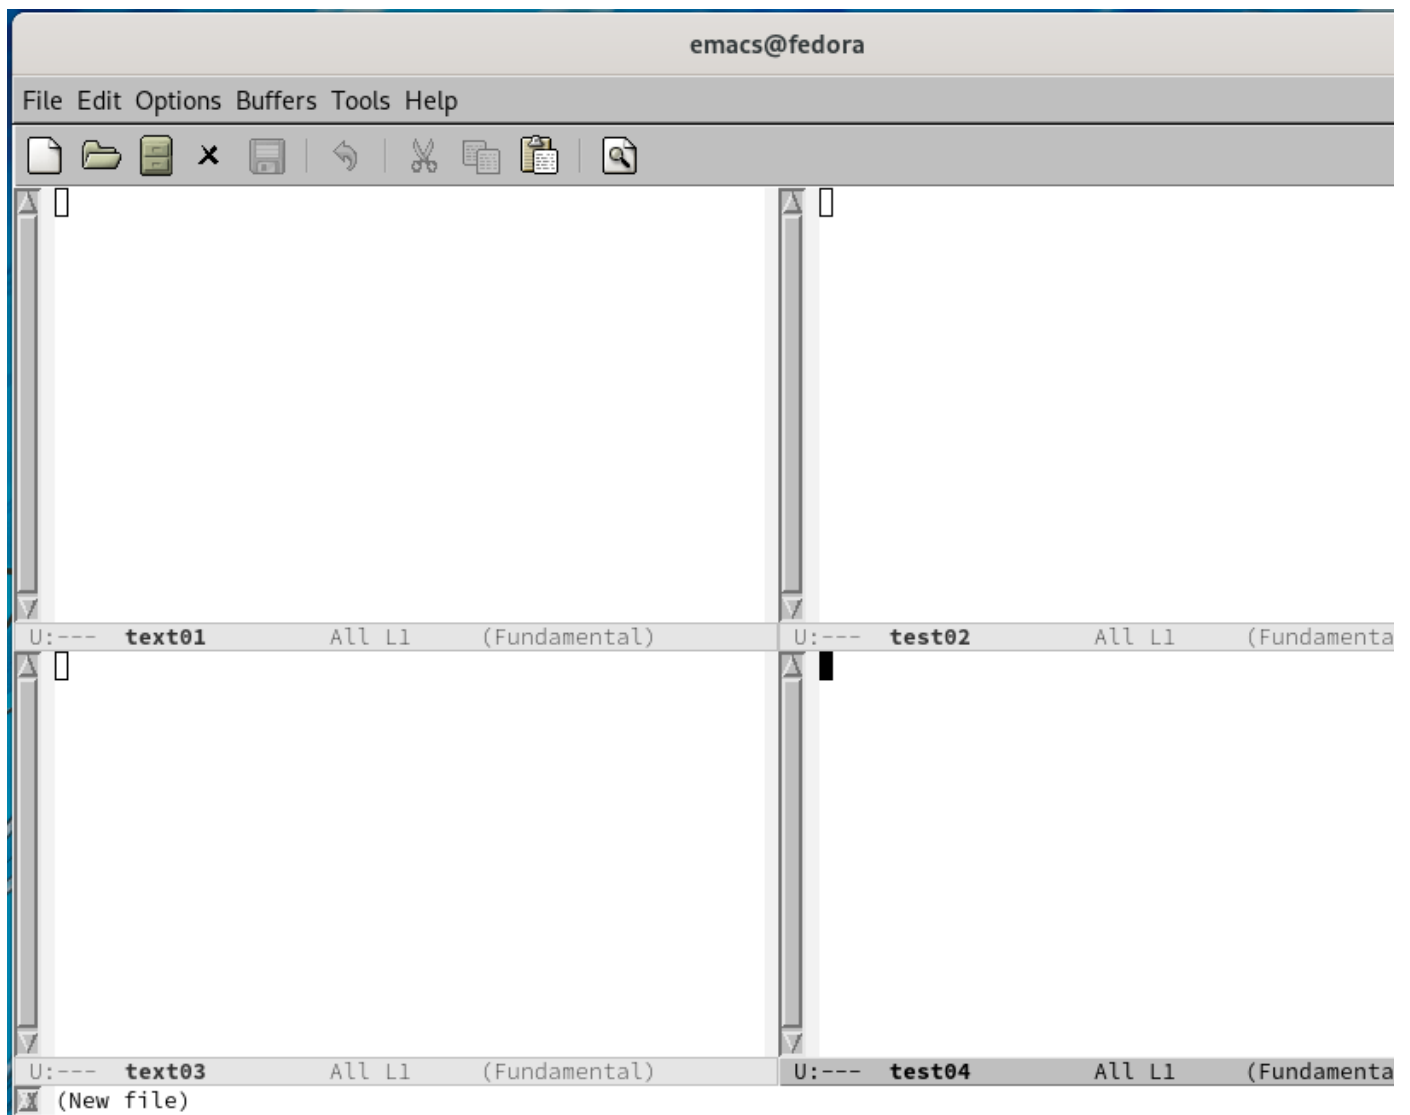 emacs@fedora
File Edit Options Buffers Tools Help
U:--- text01 All L1 (Fundamental)
U:--- test02 All L1 (Fundamenta
U:--- text03 All L1 (Fundamental)
U:--- test04 All L1 (Fundamenta
(New file)